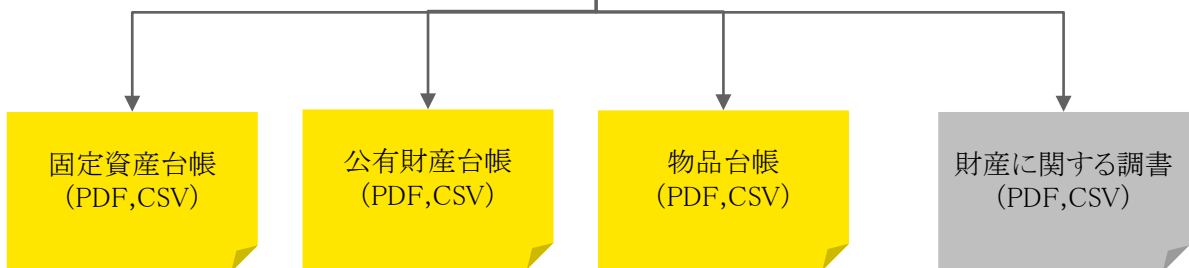 固定資産台帳
(PDF,CSV)
公有財産台帳
(PDF,CSV)
物品台帳
(PDF,CSV)
財産に関する調書
(PDF,CSV)